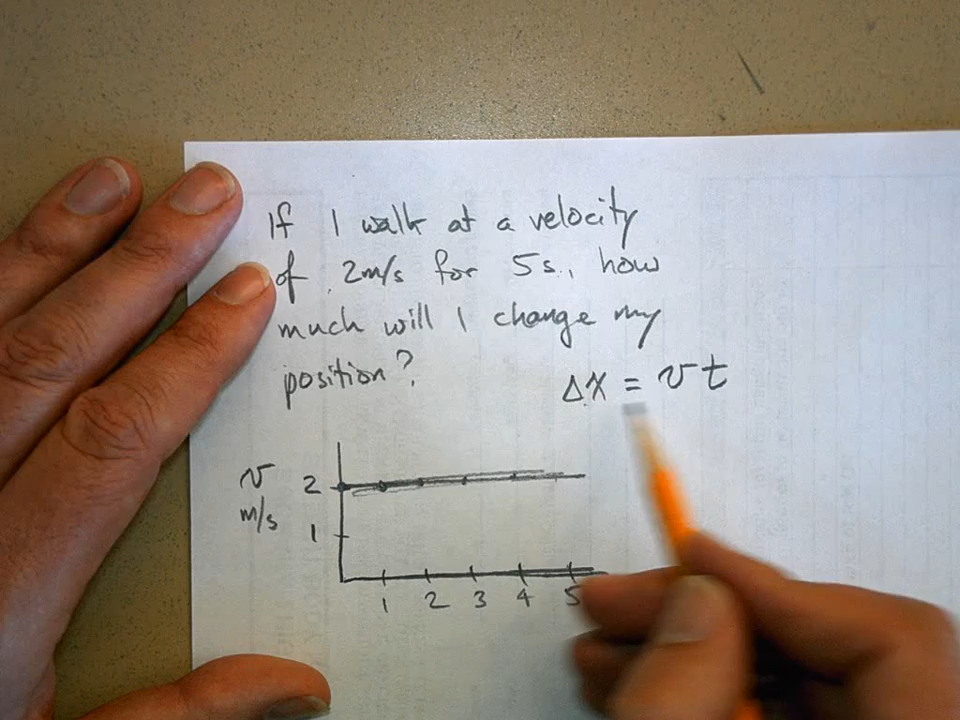 If I walk at a velocity
of 2m/s for 5s., how
much will I change my
position?
Δx = vt
v
m/s
2
1
1 2 3 4 5